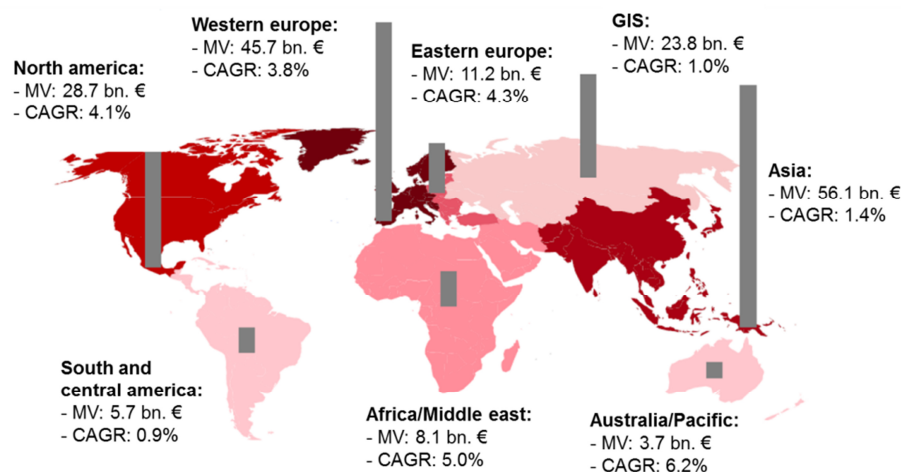 Western europe:
- MV: 45.7 bn. €
- CAGR: 3.8%
GIS:
- MV: 23.8 bn. €
- CAGR: 1.0%
Eastern europe:
- MV: 11.2 bn. €
- CAGR: 4.3%
North america:
- MV: 28.7 bn. €
- CAGR: 4.1%
Asia:
- MV: 56.1 bn. €
- CAGR: 1.4%
South and
central america:
- MV: 5.7 bn. €
- CAGR: 0.9%
Africa/Middle east:
- MV: 8.1 bn. €
- CAGR: 5.0%
Australia/Pacific:
- MV: 3.7 bn. €
- CAGR: 6.2%